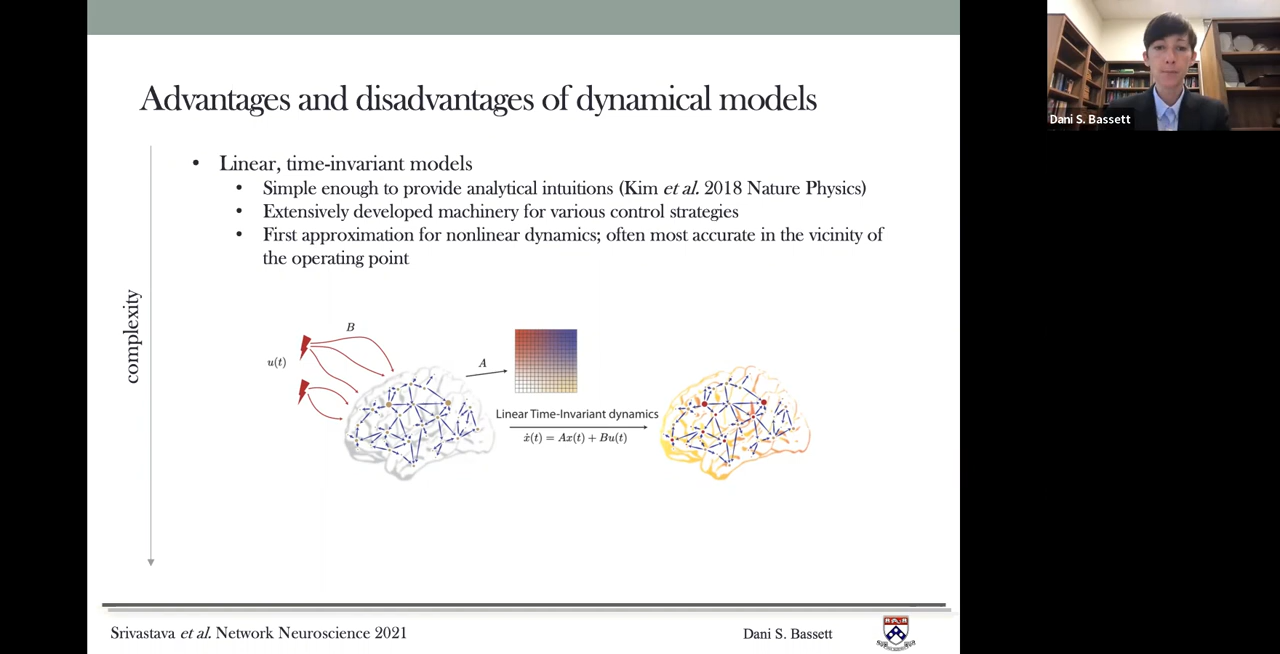 Advantages and disadvantages of dynamical models
• Linear, time-invariant models
• Simple enough to provide analytical intuitions (Kim et al. 2018 Nature Physics)
• Extensively developed machinery for various control strategies
• First approximation for nonlinear dynamics; often most accurate in the vicinity of
the operating point
complexity
B
u(t)
A
Linear Time-Invariant dynamics
ẋ(t) = Ax(t) + Bu(t)
Srivastava et al. Network Neuroscience 2021
Dani S. Bassett
Dani S. Bassett